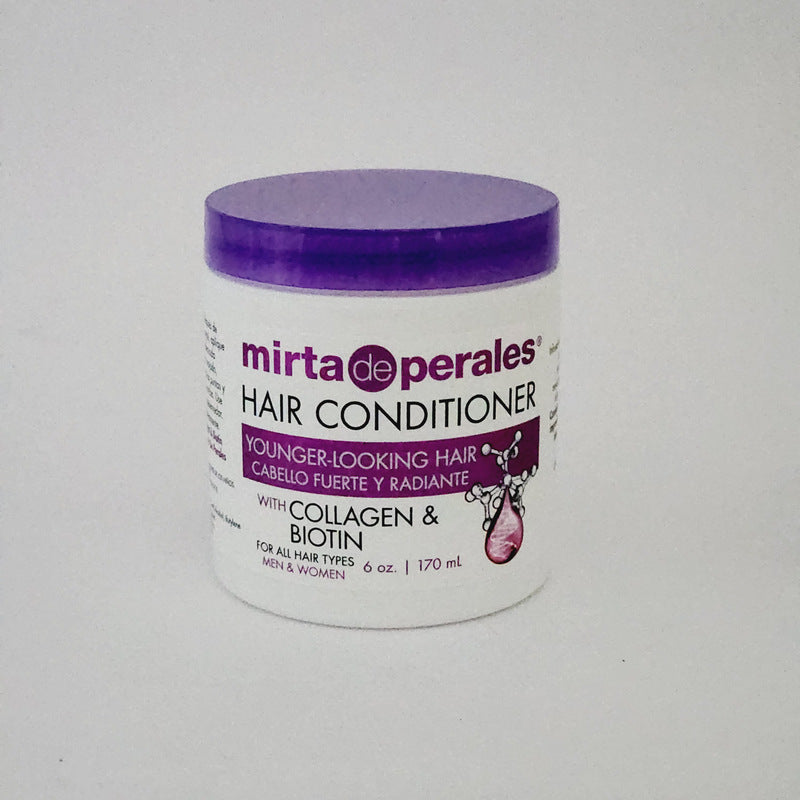 mirta de perales®
HAIR CONDITIONER
YOUNGER-LOOKING HAIR
CABELLO FUERTE Y RADIANTE
WITH COLLAGEN &
BIOTIN
FOR ALL HAIR TYPES
MEN & WOMEN
6 oz. | 170 mL